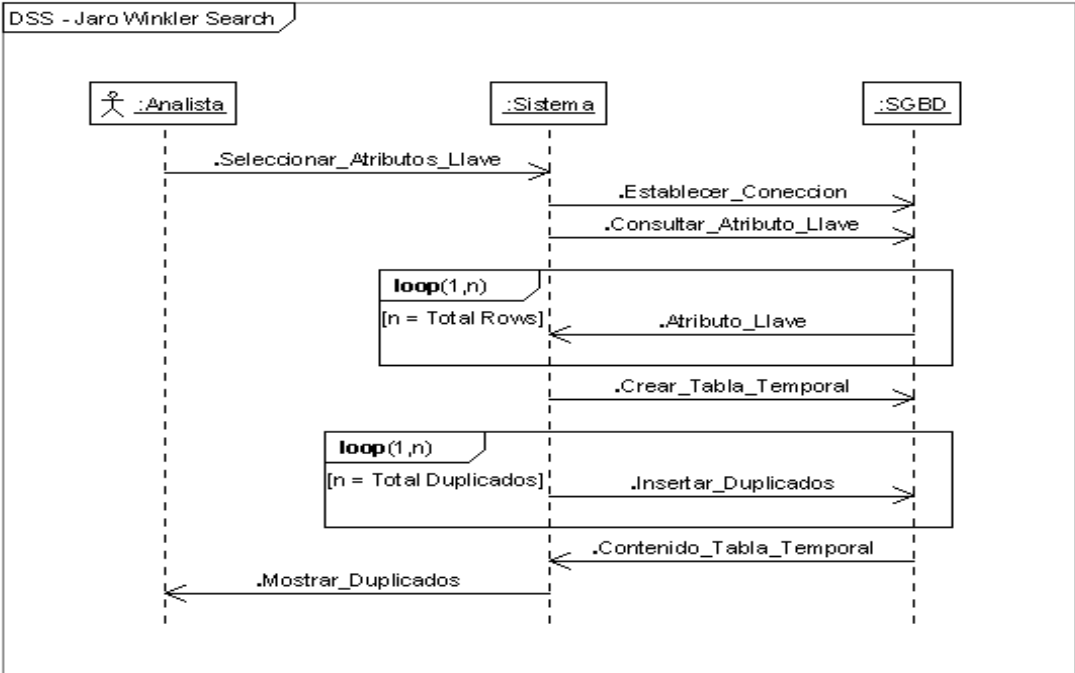 DSS - Jaro Winkler Search
:Analista
:Sistema
:SGBD
.Seleccionar_Atributos_Llave
.Establecer_Coneccion
.Consultar_Atributo_Llave
loop(1,n)
[n = Total Rows]
.Atributo_Llave
.Crear_Tabla_Temporal
loop(1,n)
[n = Total Duplicados]
.Insertar_Duplicados
.Contenido_Tabla_Temporal
.Mostrar_Duplicados